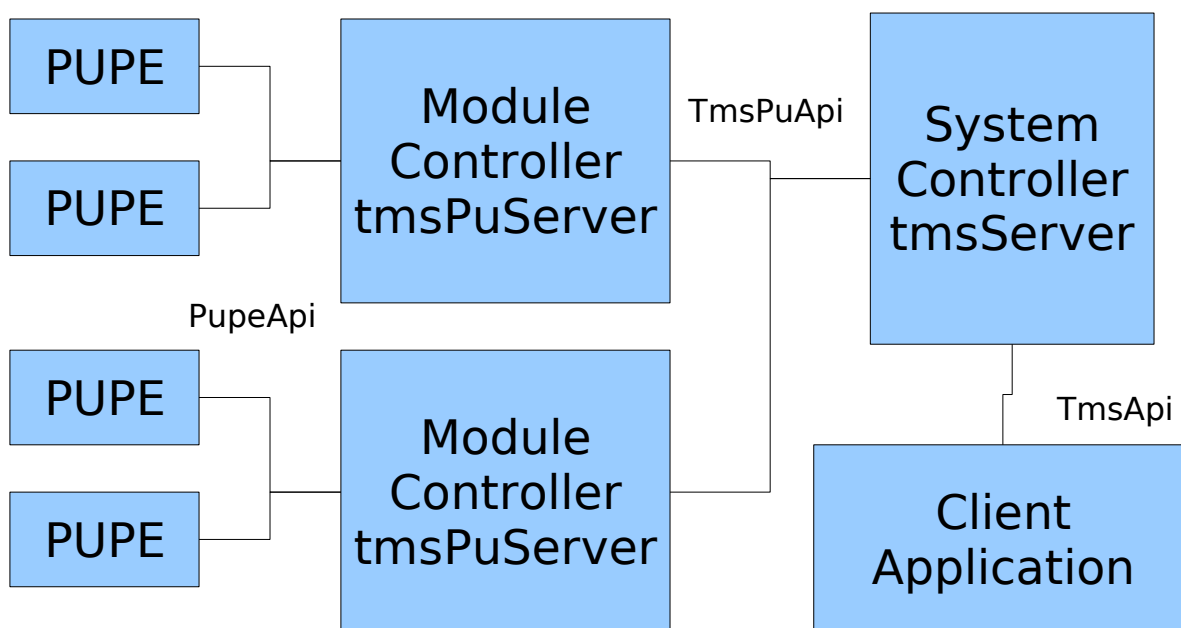 PUPE
PUPE
Module
Controller
tmsPuServer
TmsPuApi
System
Controller
tmsServer
PupeApi
PUPE
PUPE
Module
Controller
tmsPuServer
TmsApi
Client
Application